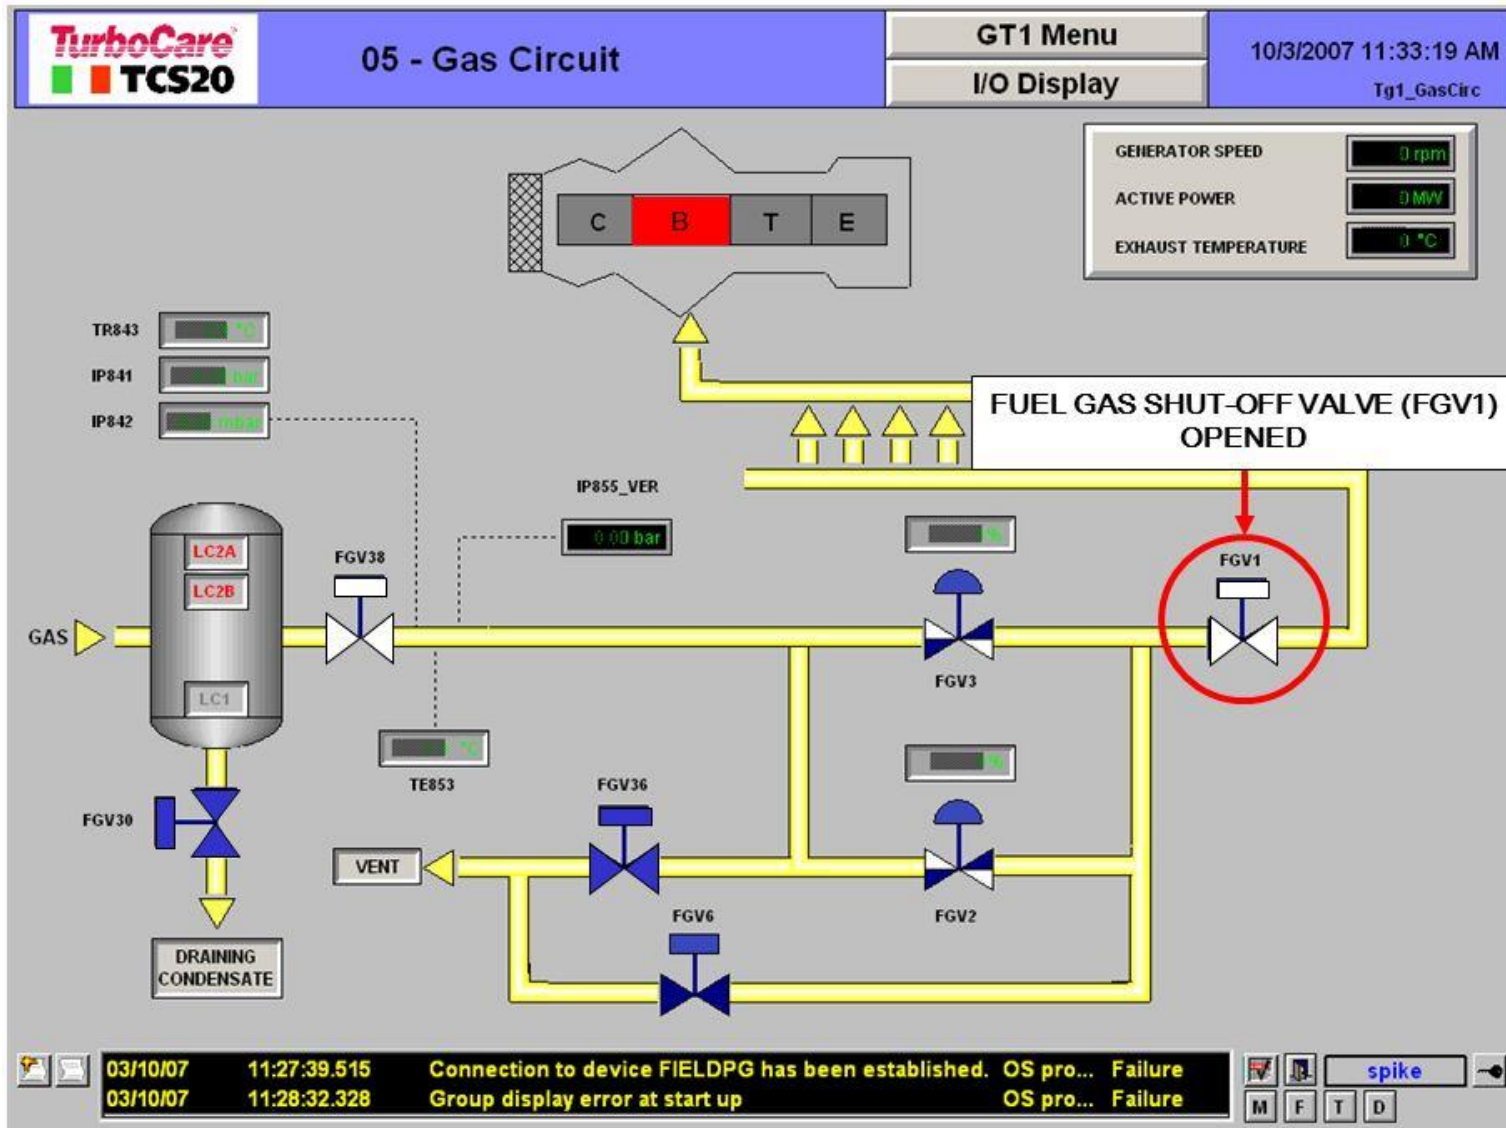 TurboCare
TCS20
05 - Gas Circuit
GT1 Menu
I/O Display
10/3/2007 11:33:19 AM
Tg1_GasCirc
GENERATOR SPEED
0 rpm
ACTIVE POWER
0 MW
EXHAUST TEMPERATURE
0 °C
C B T E
TR843
°C
IP841
bar
IP842
mbar
FUEL GAS SHUT-OFF VALVE (FGV1)
OPENED
IP855_VER
0.00 bar
%
LC2A
LC2B
FGV38
FGV1
GAS
FGV3
LC1
°C
TE853
%
FGV36
FGV30
VENT
FGV6
FGV2
DRAINING
CONDENSATE
03/10/07 11:27:39.515 Connection to device FIELDPG has been established. OS pro... Failure
03/10/07 11:28:32.328 Group display error at start up OS pro... Failure
spike
M F T D